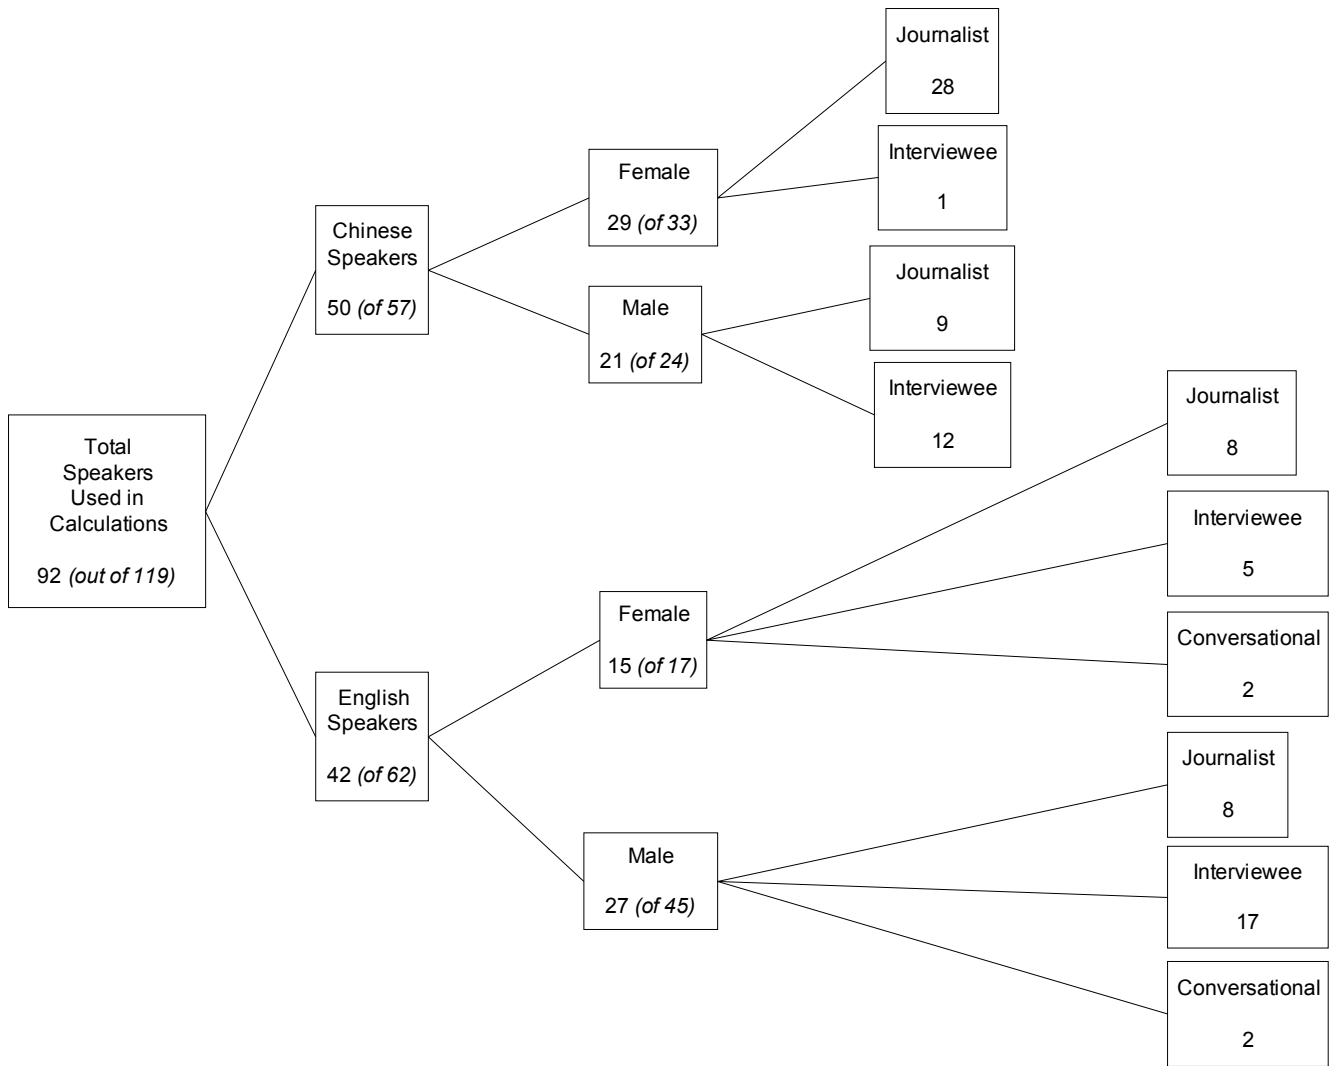 Journalist
28
Interviewee
1
Female
29 (of 33)
Chinese
Speakers
50 (of 57)
Male
21 (of 24)
Journalist
9
Interviewee
12
Total
Speakers
Used in
Calculations
92 (out of 119)
English
Speakers
42 (of 62)
Female
15 (of 17)
Journalist
8
Interviewee
5
Conversational
2
Male
27 (of 45)
Journalist
8
Interviewee
17
Conversational
2